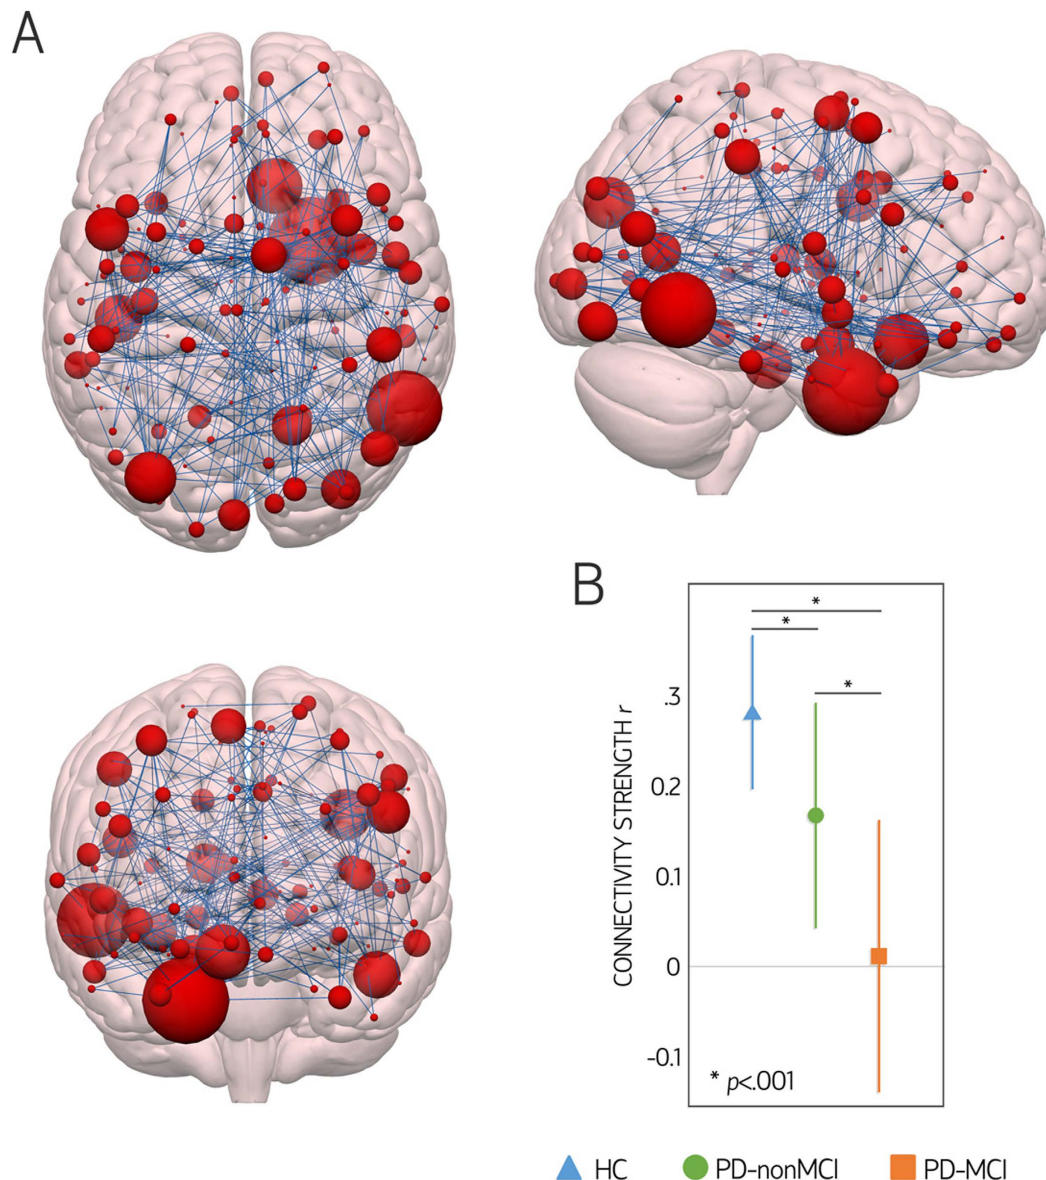 A
B
*
*
*
CONNECTIVITY STRENGTH r
.3
0.2
0.1
0
-0.1
* p<.001
HC
PD-nonMCI
PD-MCI